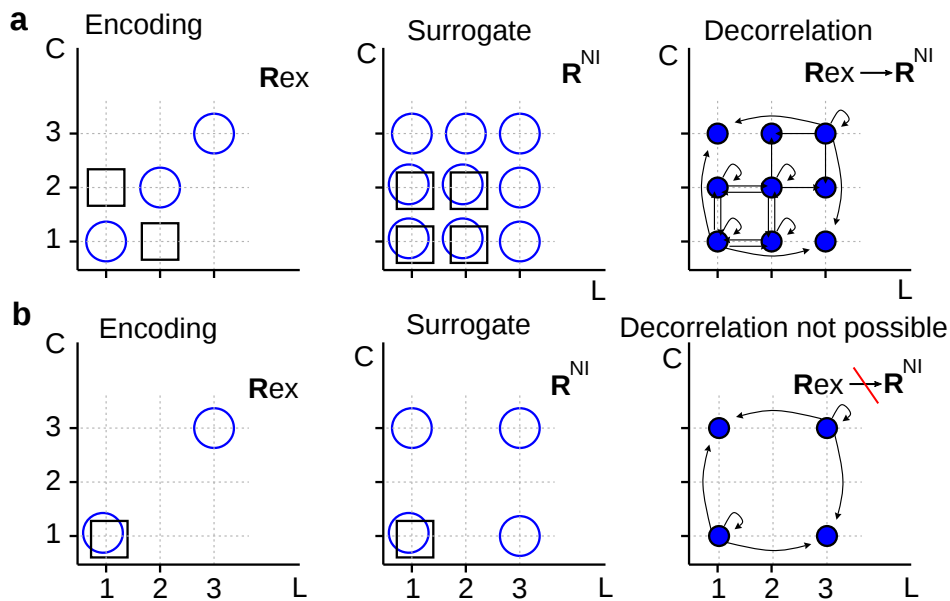 a
Encoding
Surrogate
Decorrelation
C
Rex
C
R^NI
C
Rex → R^NI
3
2
1
L
L
b
Encoding
Surrogate
Decorrelation not possible
C
Rex
C
R^NI
C
Rex → R^NI
3
2
1
1 2 3 L
1 2 3 L
1 2 3 L